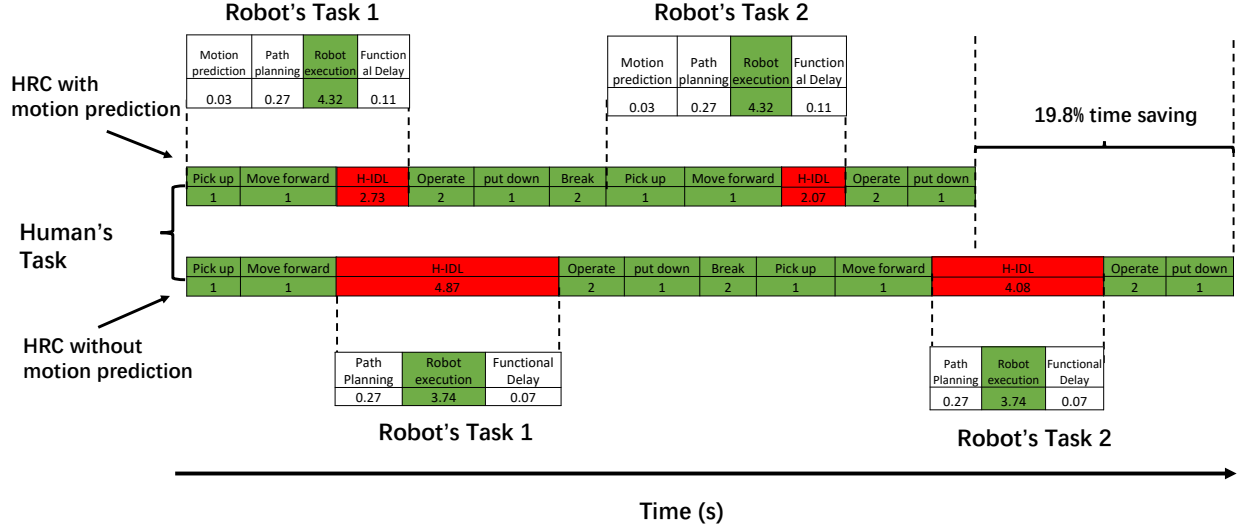 Robot's Task 1
Robot's Task 2
Motion prediction
Path planning
Robot execution
Function al Delay
0.03
0.27
4.32
0.11
Motion prediction
Path planning
Robot execution
Function al Delay
0.03
0.27
4.32
0.11
HRC with
motion prediction
19.8% time saving
Pick up Move forward H-IDL Operate put down Break Pick up Move forward H-IDL Operate put down
1 1 2.73 2 1 2 1 1 2.07 2 1
Human's
Task
Pick up Move forward H-IDL Operate put down Break Pick up Move forward H-IDL Operate put down
1 1 4.87 2 1 2 1 1 4.08 2 1
HRC without
motion prediction
Path Planning
Robot execution
Functional Delay
0.27
3.74
0.07
Path Planning
Robot execution
Functional Delay
0.27
3.74
0.07
Robot's Task 1
Robot's Task 2
Time (s)